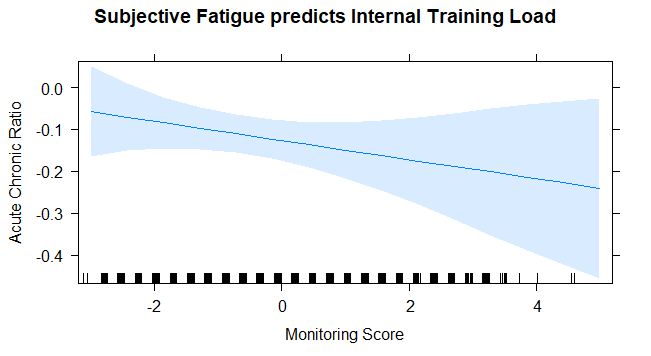 Subjective Fatigue predicts Internal Training Load
0.0
-0.1
-0.2
-0.3
-0.4
Acute Chronic Ratio
-2 0 2 4
Monitoring Score